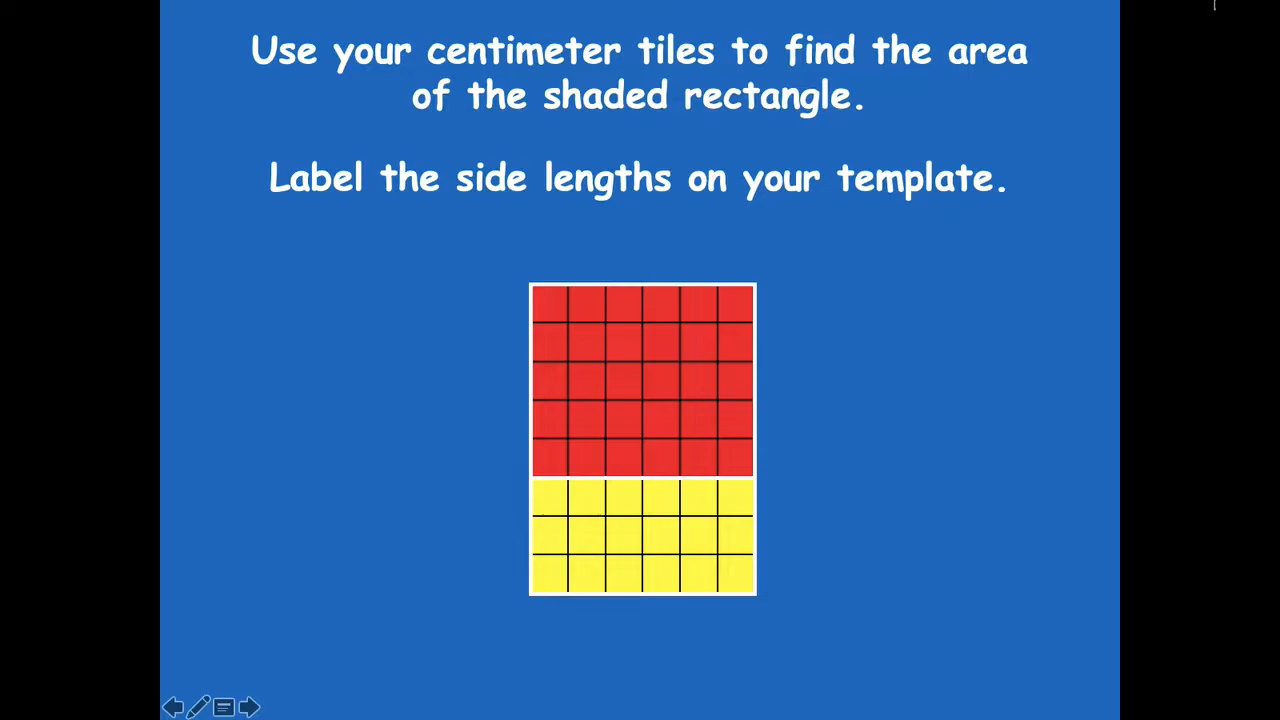 Use your centimeter tiles to find the area
of the shaded rectangle.
Label the side lengths on your template.